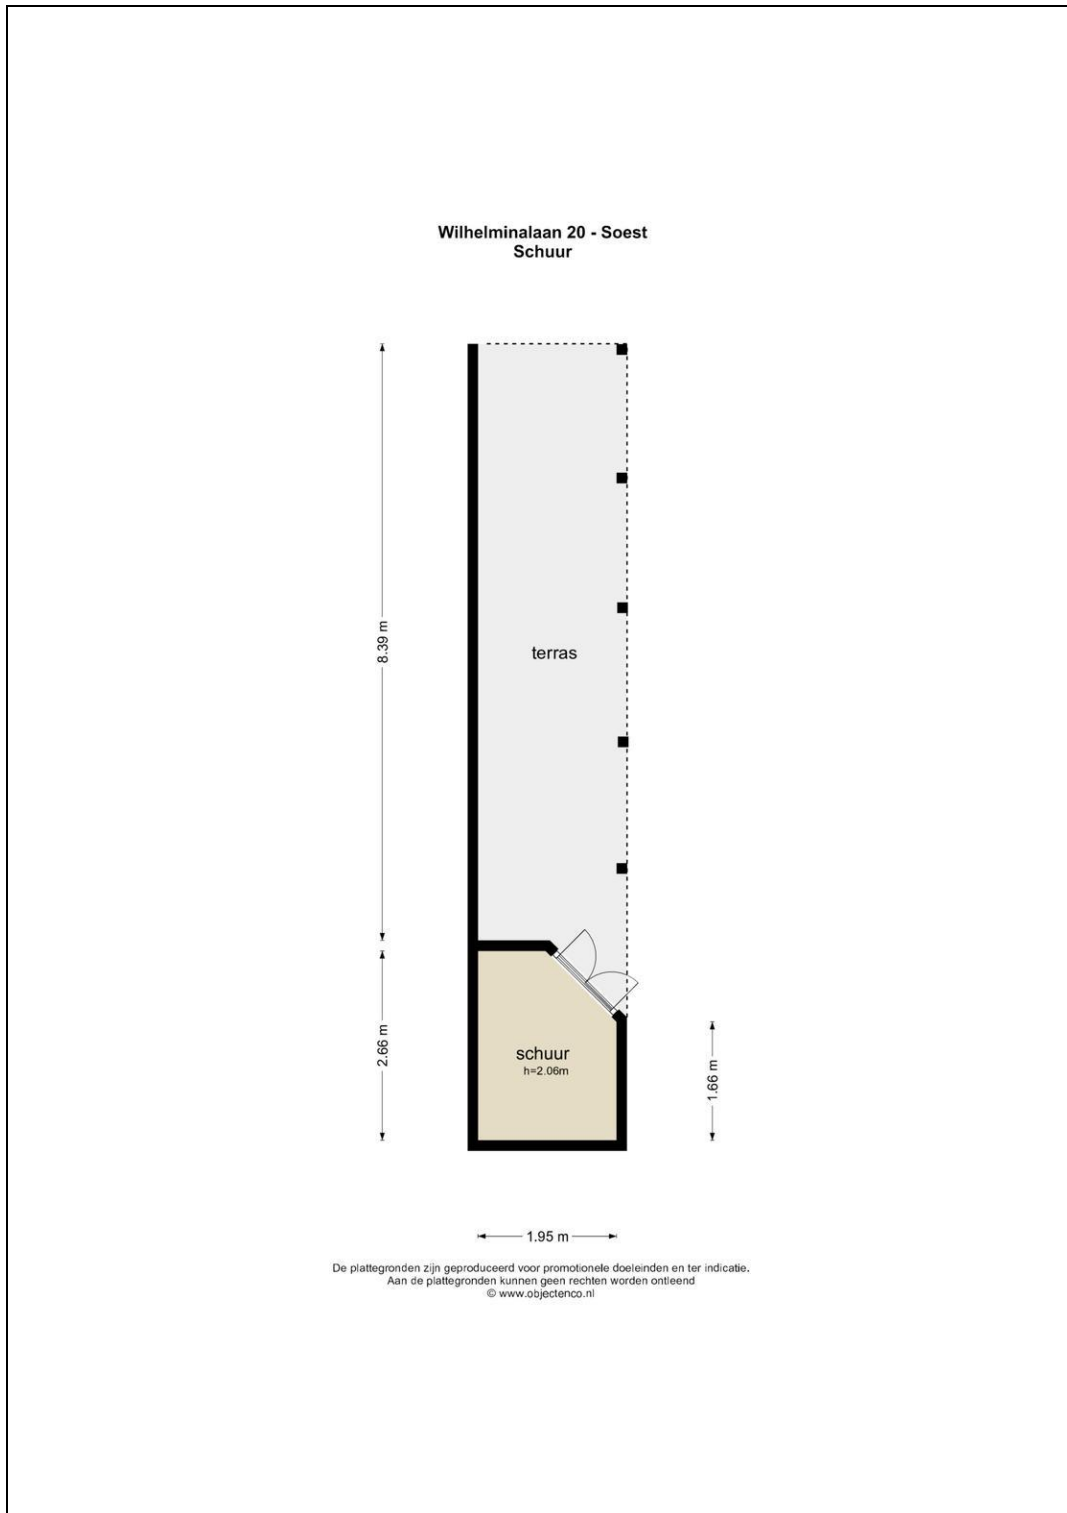 Wilhelminalaan 20 - Soest
Schuur
8.39 m
terras
2.66 m
schuur
h=2.06m
1.66 m
1.95 m
De plattegronden zijn geproduceerd voor promotionele doeleinden en ter indicatie.
Aan de plattegronden kunnen geen rechten worden ontleend
© www.objectenco.nl